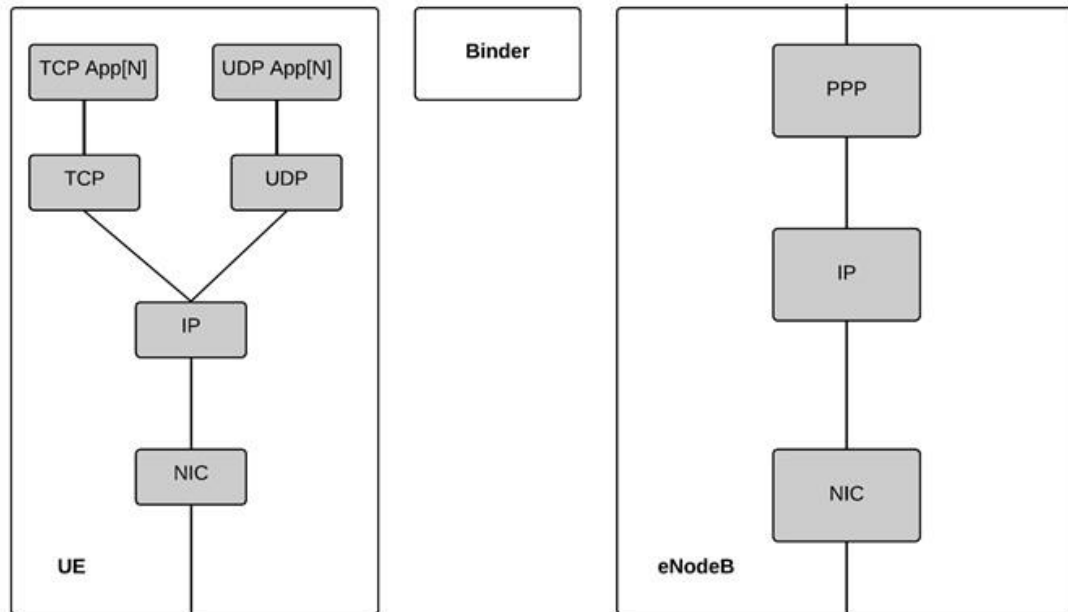 TCP App[N]
UDP App[N]
TCP
UDP
IP
NIC
UE
Binder
PPP
IP
NIC
eNodeB